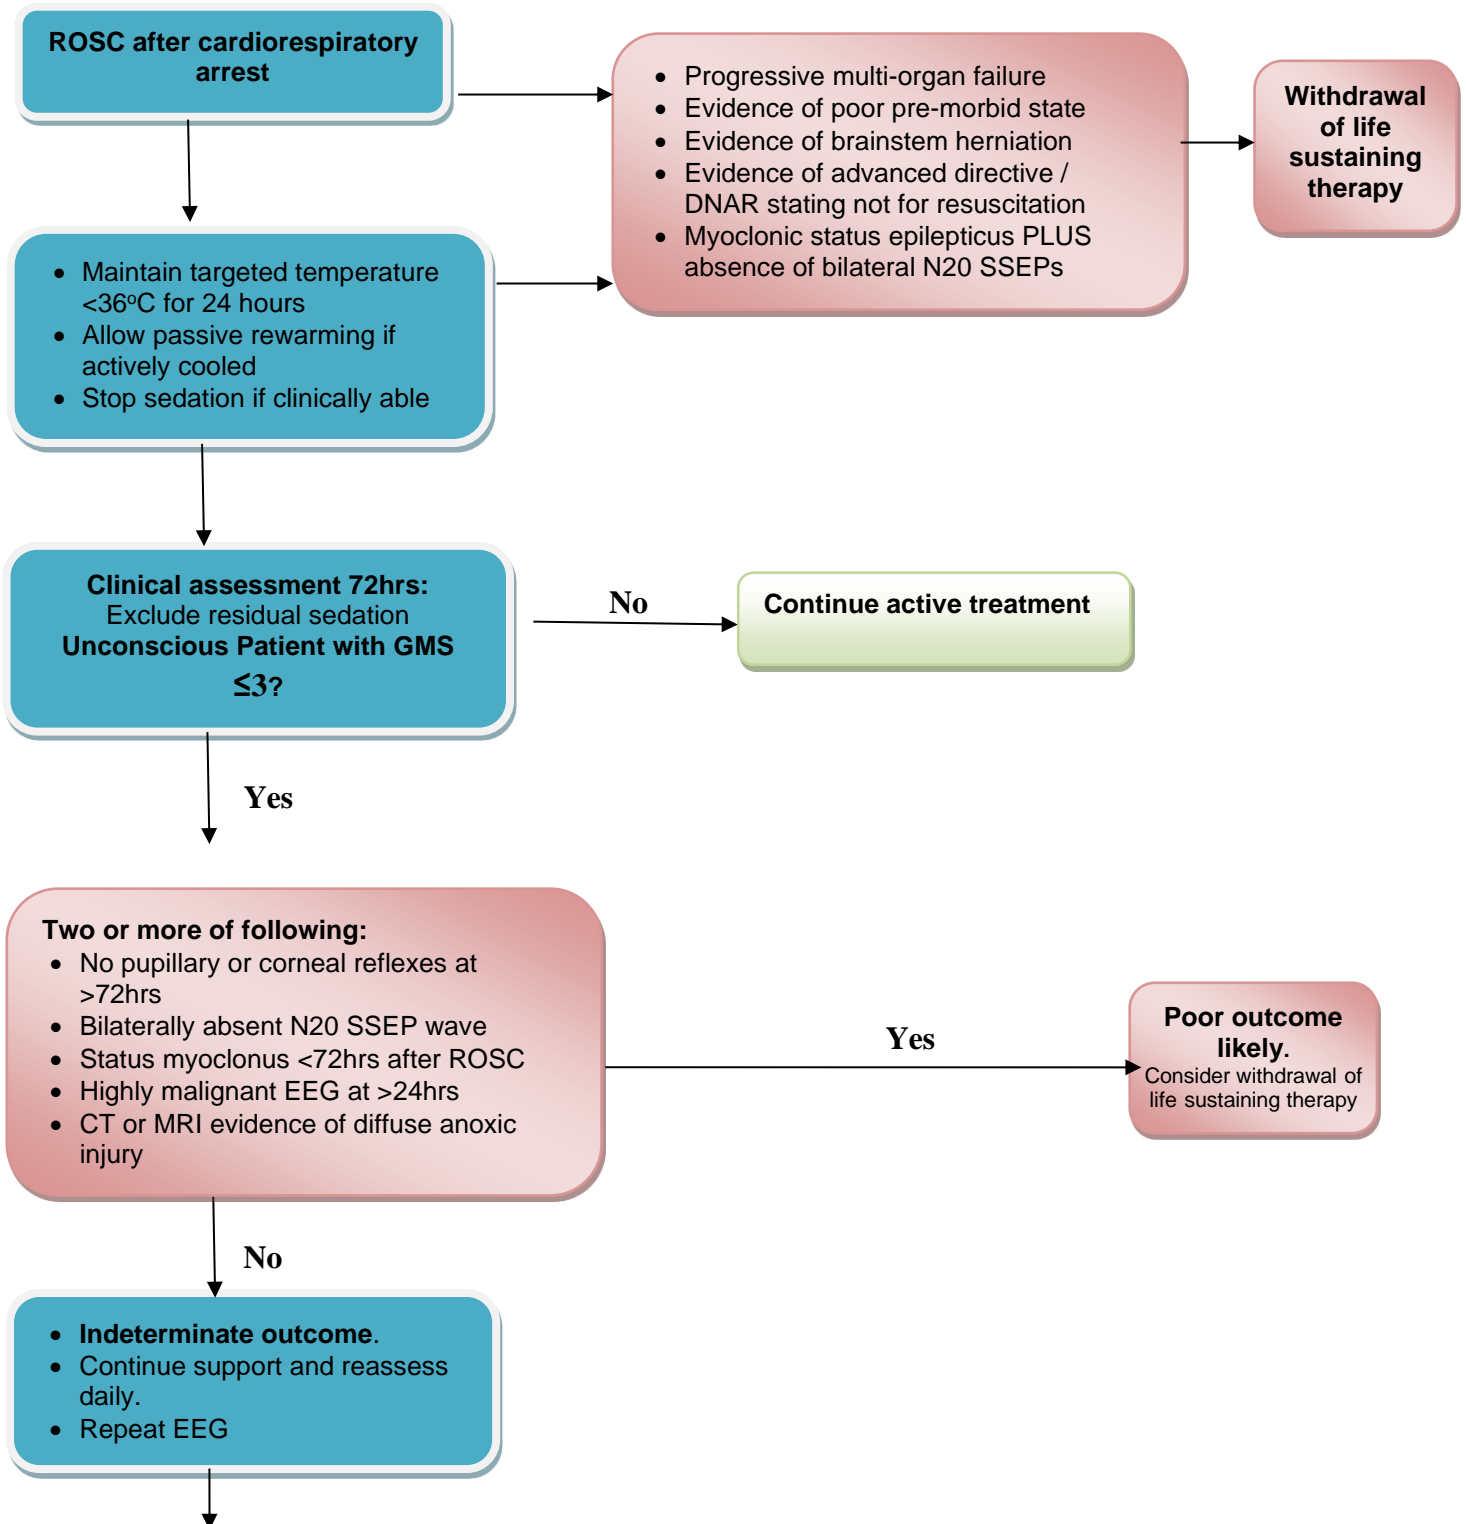 ROSC after cardiorespiratory
arrest
• Progressive multi-organ failure
• Evidence of poor pre-morbid state
• Evidence of brainstem herniation
• Evidence of advanced directive /
DNAR stating not for resuscitation
• Myoclonic status epilepticus PLUS
absence of bilateral N20 SSEPs
Withdrawal
of life
sustaining
therapy
• Maintain targeted temperature
<36ºC for 24 hours
• Allow passive rewarming if
actively cooled
• Stop sedation if clinically able
Clinical assessment 72hrs:
Exclude residual sedation
Unconscious Patient with GMS
≤3?
No
Continue active treatment
Yes
Two or more of following:
• No pupillary or corneal reflexes at
>72hrs
• Bilaterally absent N20 SSEP wave
• Status myoclonus <72hrs after ROSC
• Highly malignant EEG at >24hrs
• CT or MRI evidence of diffuse anoxic
injury
Yes
Poor outcome
likely.
Consider withdrawal of
life sustaining therapy
No
• Indeterminate outcome.
• Continue support and reassess
daily.
• Repeat EEG